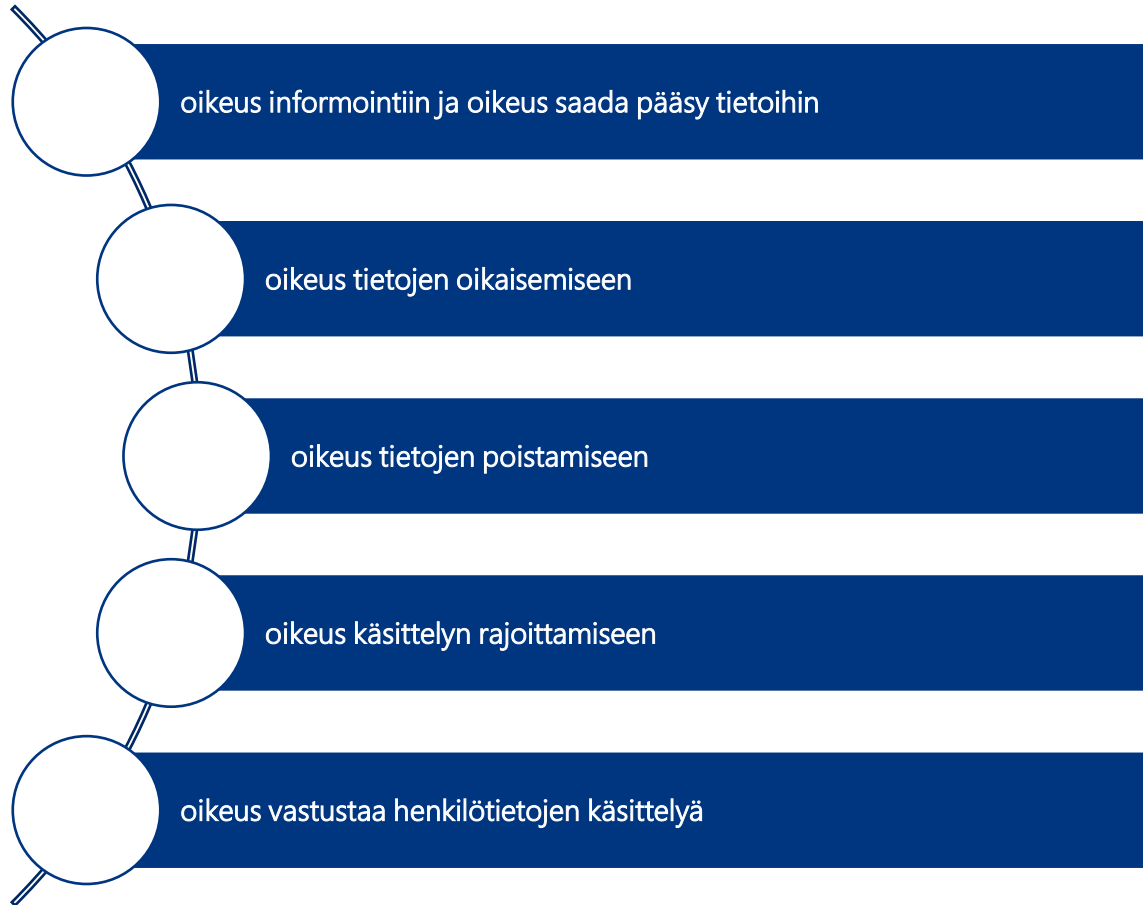 oikeus informointiin ja oikeus saada pääsy tietoihin
oikeus tietojen oikaisemiseen
oikeus tietojen poistamiseen
oikeus käsittelyn rajoittamiseen
oikeus vastustaa henkilötietojen käsittelyä